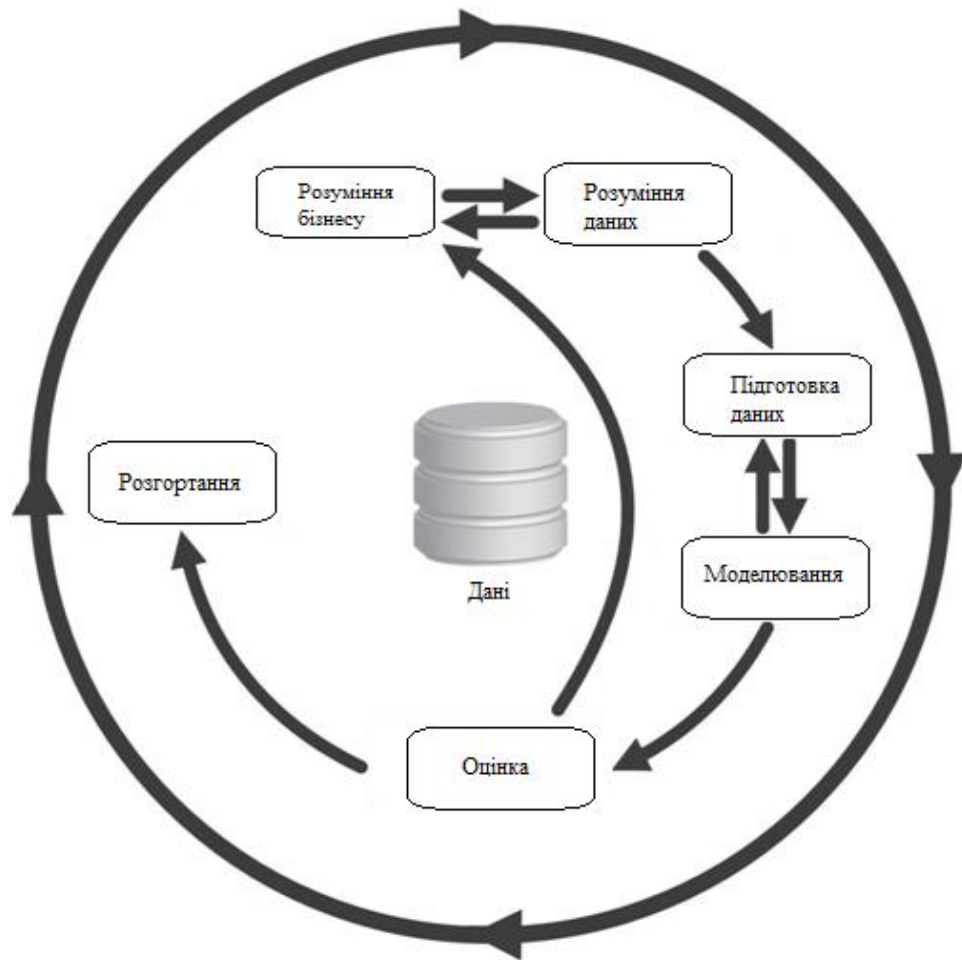 Розуміння
бізнесу
Розуміння
даних
Підготовка
даних
Розгортання
Моделювання
Дані
Оцінка